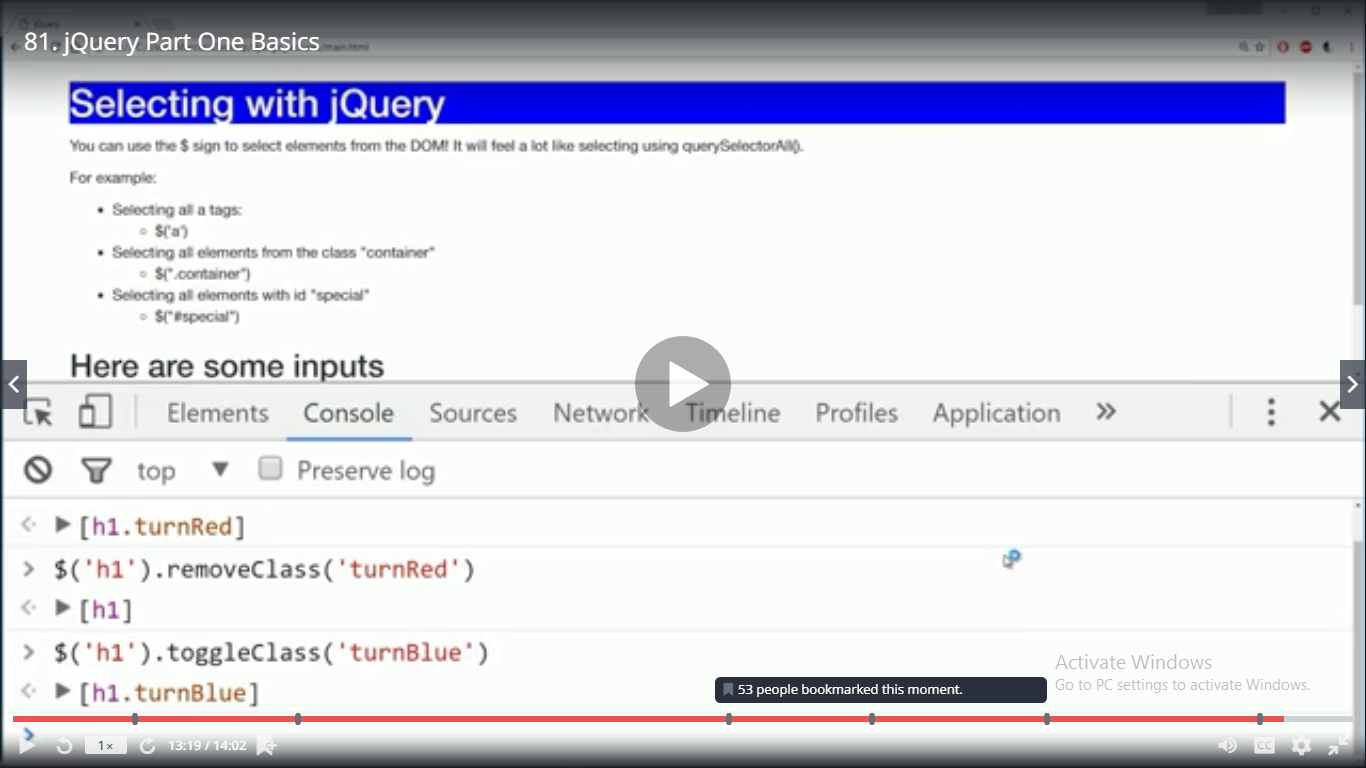 81. jQuery Part One Basics
Selecting with jQuery
You can use the $ sign to select elements from the DOM! It will feel a lot like selecting using querySelectorAll().
For example:
Selecting all a tags:
$('a')
Selecting all elements from the class "container"
$(".container")
Selecting all elements with id "special"
$("#special")
Here are some inputs
Elements Console Sources Network Timeline Profiles Application »
top Preserve log
[h1.turnRed]
> $('h1').removeClass('turnRed')
[h1]
> $('h1').toggleClass('turnBlue')
[h1.turnBlue]
Activate Windows
Go to PC settings to activate Windows.
53 people bookmarked this moment.
1× 13:19 / 14:02 CC